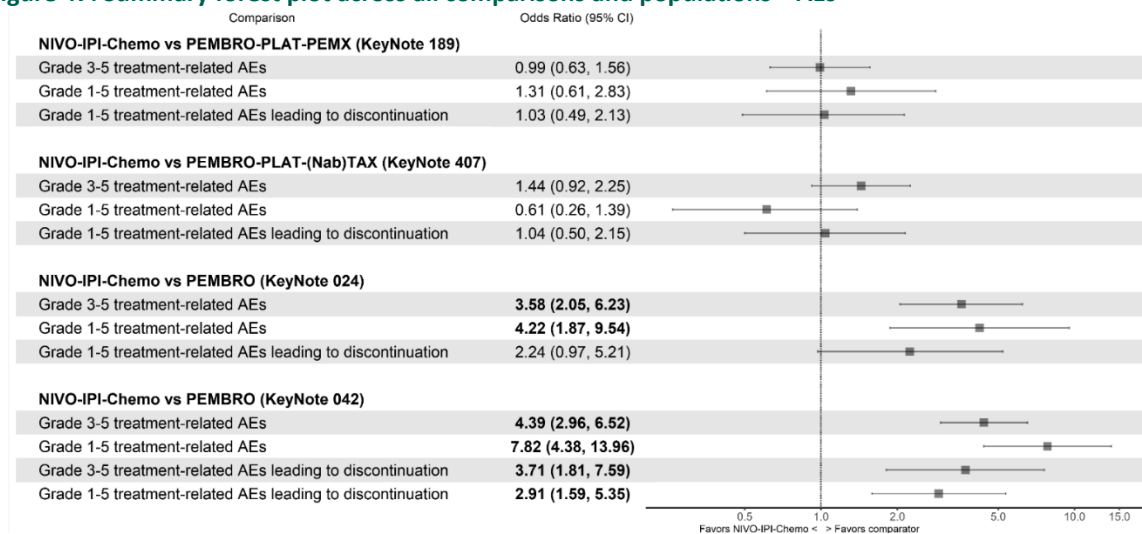 Comparison Odds Ratio (95% CI)
NIVO-IPI-Chemo vs PEMBRO-PLAT-PEMX (KeyNote 189)
Grade 3-5 treatment-related AEs 0.99 (0.63, 1.56)
Grade 1-5 treatment-related AEs 1.31 (0.61, 2.83)
Grade 1-5 treatment-related AEs leading to discontinuation 1.03 (0.49, 2.13)
NIVO-IPI-Chemo vs PEMBRO-PLAT-(Nab)TAX (KeyNote 407)
Grade 3-5 treatment-related AEs 1.44 (0.92, 2.25)
Grade 1-5 treatment-related AEs 0.61 (0.26, 1.39)
Grade 1-5 treatment-related AEs leading to discontinuation 1.04 (0.50, 2.15)
NIVO-IPI-Chemo vs PEMBRO (KeyNote 024)
Grade 3-5 treatment-related AEs 3.58 (2.05, 6.23)
Grade 1-5 treatment-related AEs 4.22 (1.87, 9.54)
Grade 1-5 treatment-related AEs leading to discontinuation 2.24 (0.97, 5.21)
NIVO-IPI-Chemo vs PEMBRO (KeyNote 042)
Grade 3-5 treatment-related AEs 4.39 (2.96, 6.52)
Grade 1-5 treatment-related AEs 7.82 (4.38, 13.96)
Grade 3-5 treatment-related AEs leading to discontinuation 3.71 (1.81, 7.59)
Grade 1-5 treatment-related AEs leading to discontinuation 2.91 (1.59, 5.35)
0.5 1.0 2.0 5.0 10.0 15.0
Favors NIVO-IPI-Chemo < > Favors comparator